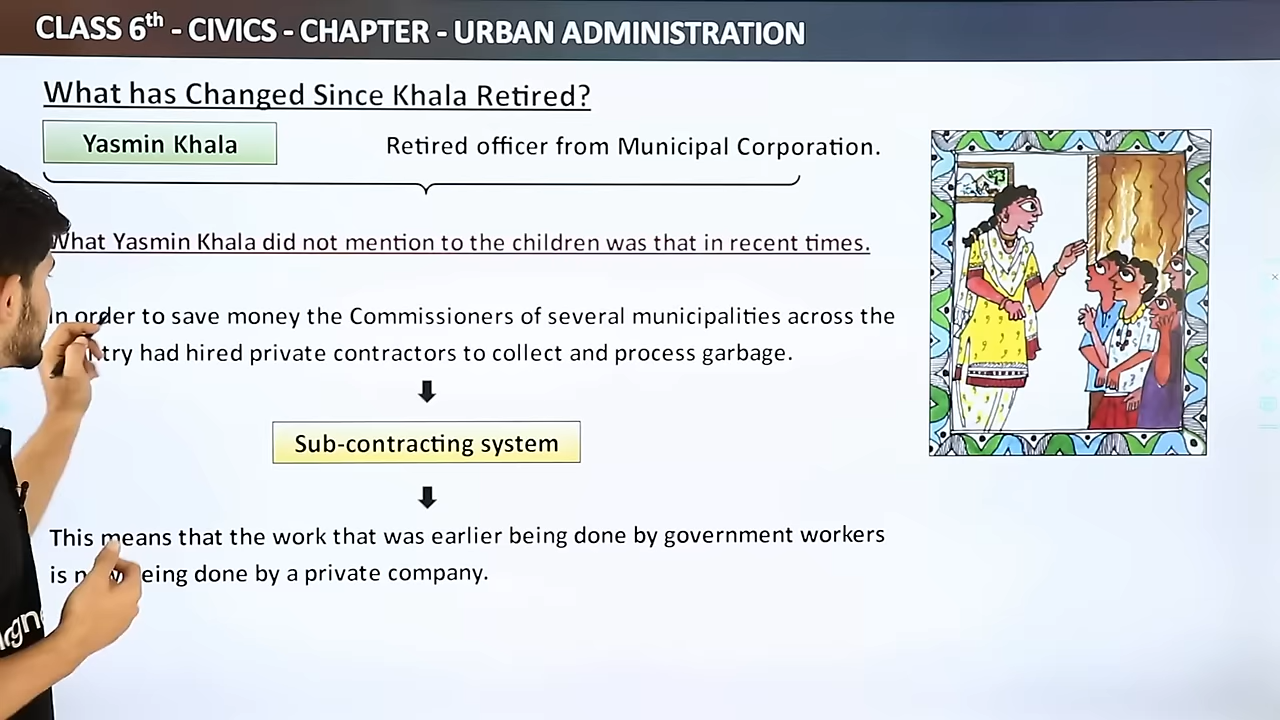 CLASS 6th - CIVICS - CHAPTER - URBAN ADMINISTRATION
What has Changed Since Khala Retired?
Yasmin Khala
Retired officer from Municipal Corporation.
What Yasmin Khala did not mention to the children was that in recent times.
In order to save money the Commissioners of several municipalities across the
try had hired private contractors to collect and process garbage.
Sub-contracting system
This means that the work that was earlier being done by government workers
is being done by a private company.